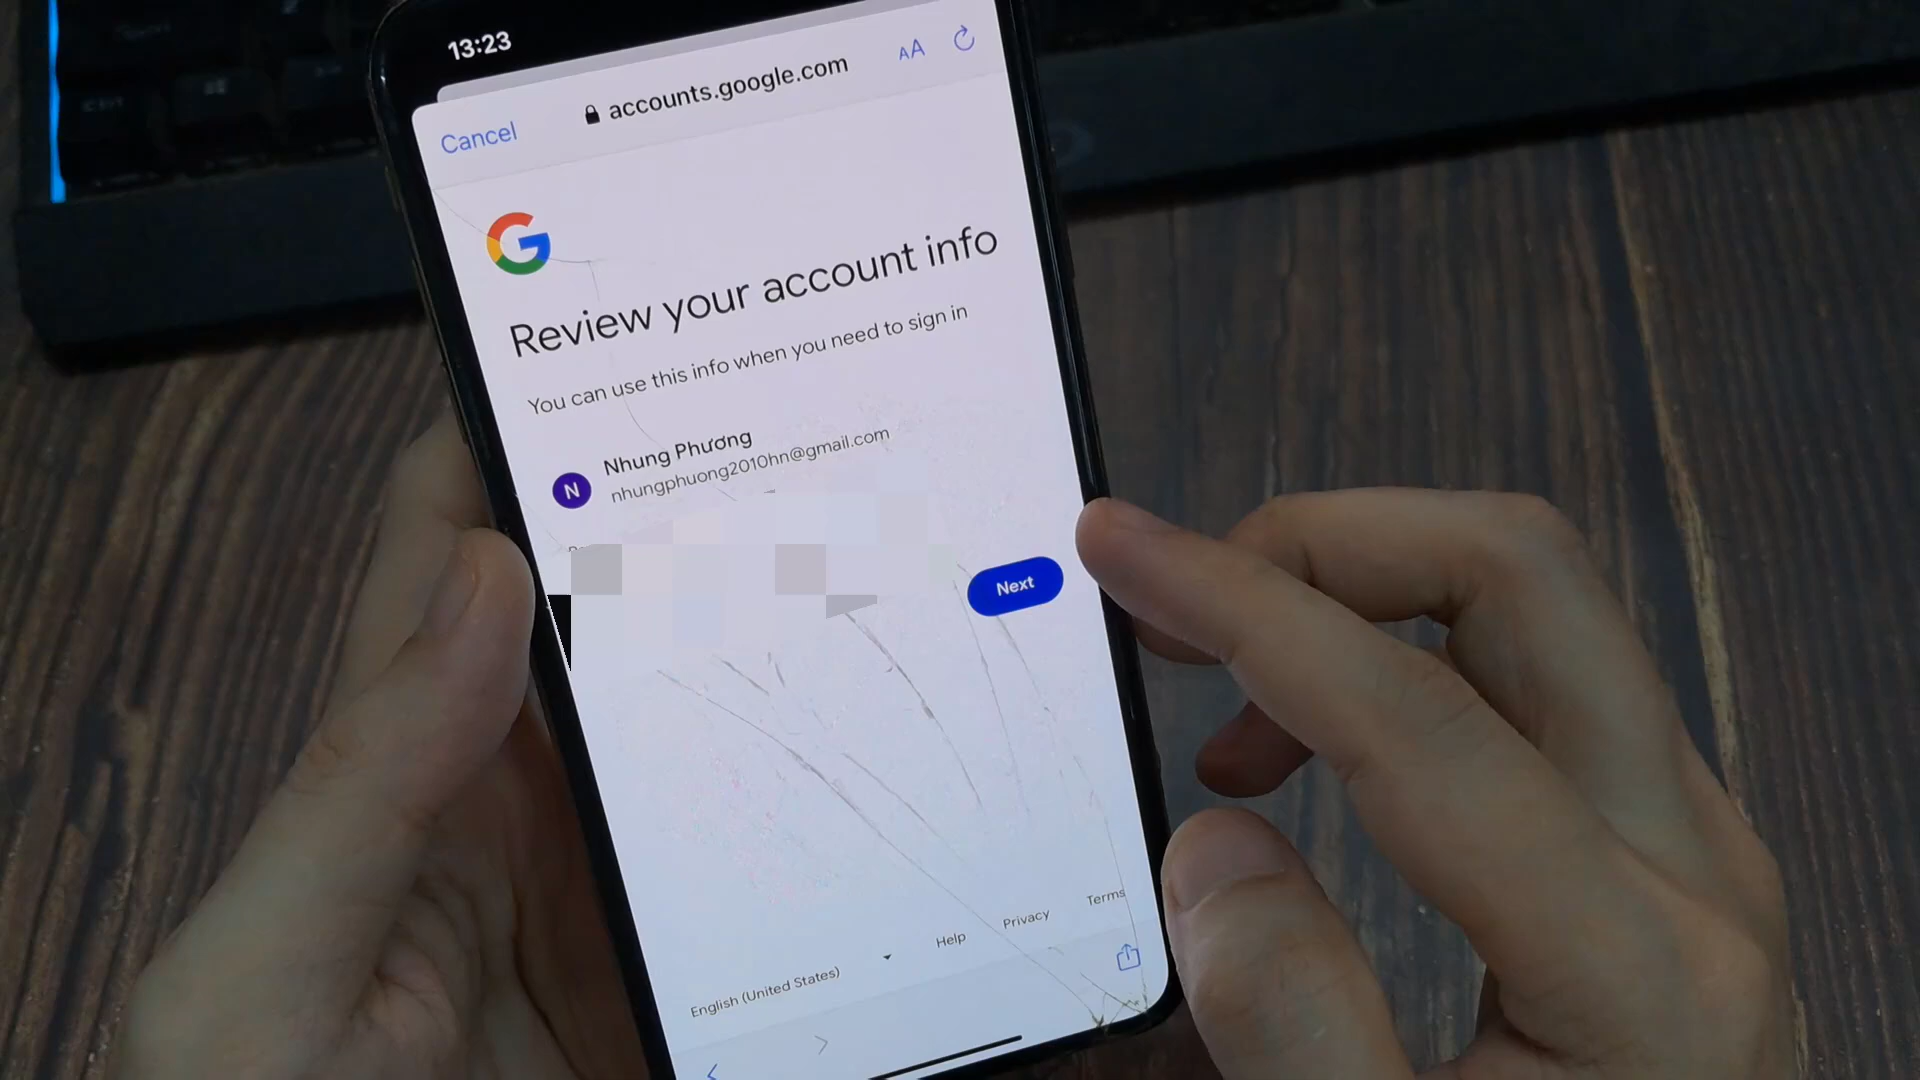 13:23
Cancel
accounts.google.com
AA
Review your account info
You can use this info when you need to sign in
N
Nhung Phương
nhungphuong2010hn@gmail.com
Next
English (United States)
Help
Privacy
Terms